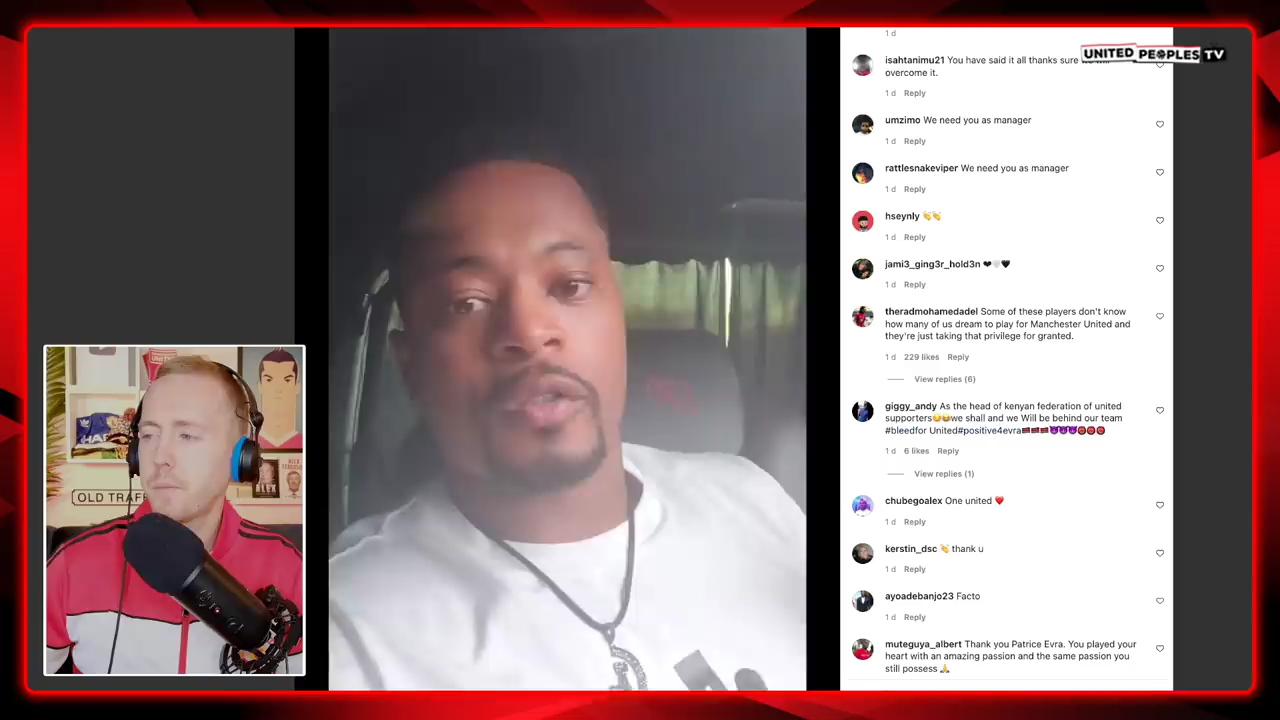 1 d
UNITED PEOPLES TV
isahtanimu21 You have said it all thanks sure we will
overcome it.
1 d Reply
umzimo We need you as manager
1 d Reply
rattlesnakeviper We need you as manager
1 d Reply
hseynly 👏👏
1 d Reply
jami3_ging3r_hold3n ❤🤍🖤
1 d Reply
theradmohamedadel Some of these players don't know
how many of us dream to play for Manchester United and
they're just taking that privilege for granted.
1 d 229 likes Reply
View replies (6)
giggy_andy As the head of kenyan federation of united
supporters😏😂we shall and we Will be behind our team
#bleedfor United#positive4evra🇰🇪🇰🇪🇰🇪😈😈😈👹👹👹
1 d 6 likes Reply
View replies (1)
chubegoalex One united ❤
1 d Reply
kerstin_dsc 👏 thank u
1 d Reply
ayoadebanjo23 Facto
1 d Reply
muteguya_albert Thank you Patrice Evra. You played your
heart with an amazing passion and the same passion you
still possess 🙏
OLD TRAFF
ALEX